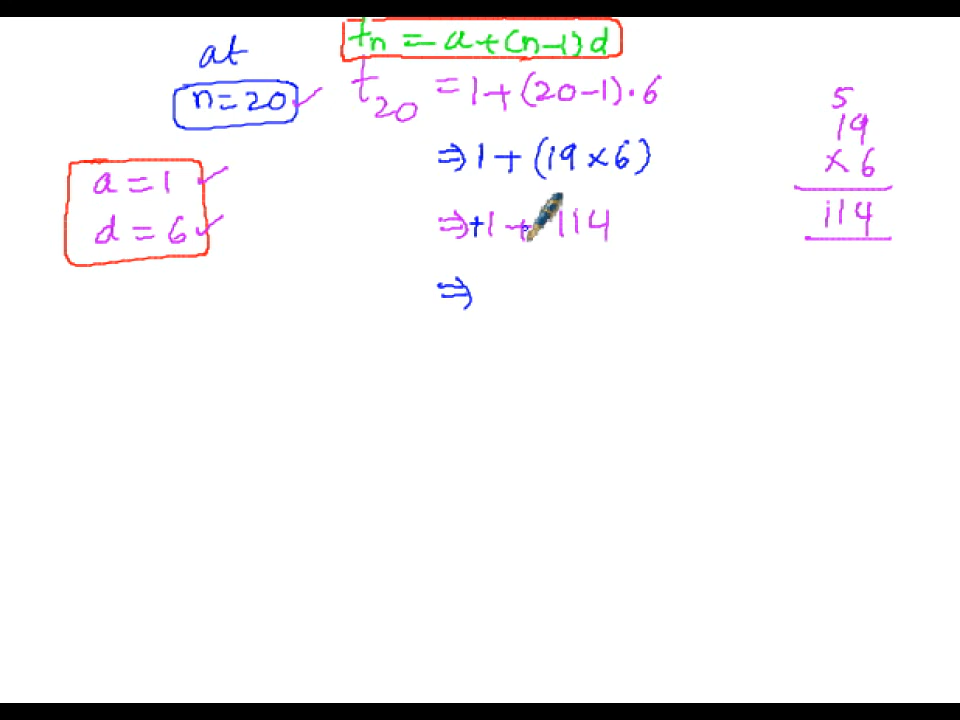 tn = a+(n-1)d
at
n=20 ✓
t20 = 1+(20-1)·6
⇒ 1+(19×6)
⇒ +1+114
⇒
a=1 ✓
d=6 ✓
5
19
×6
114